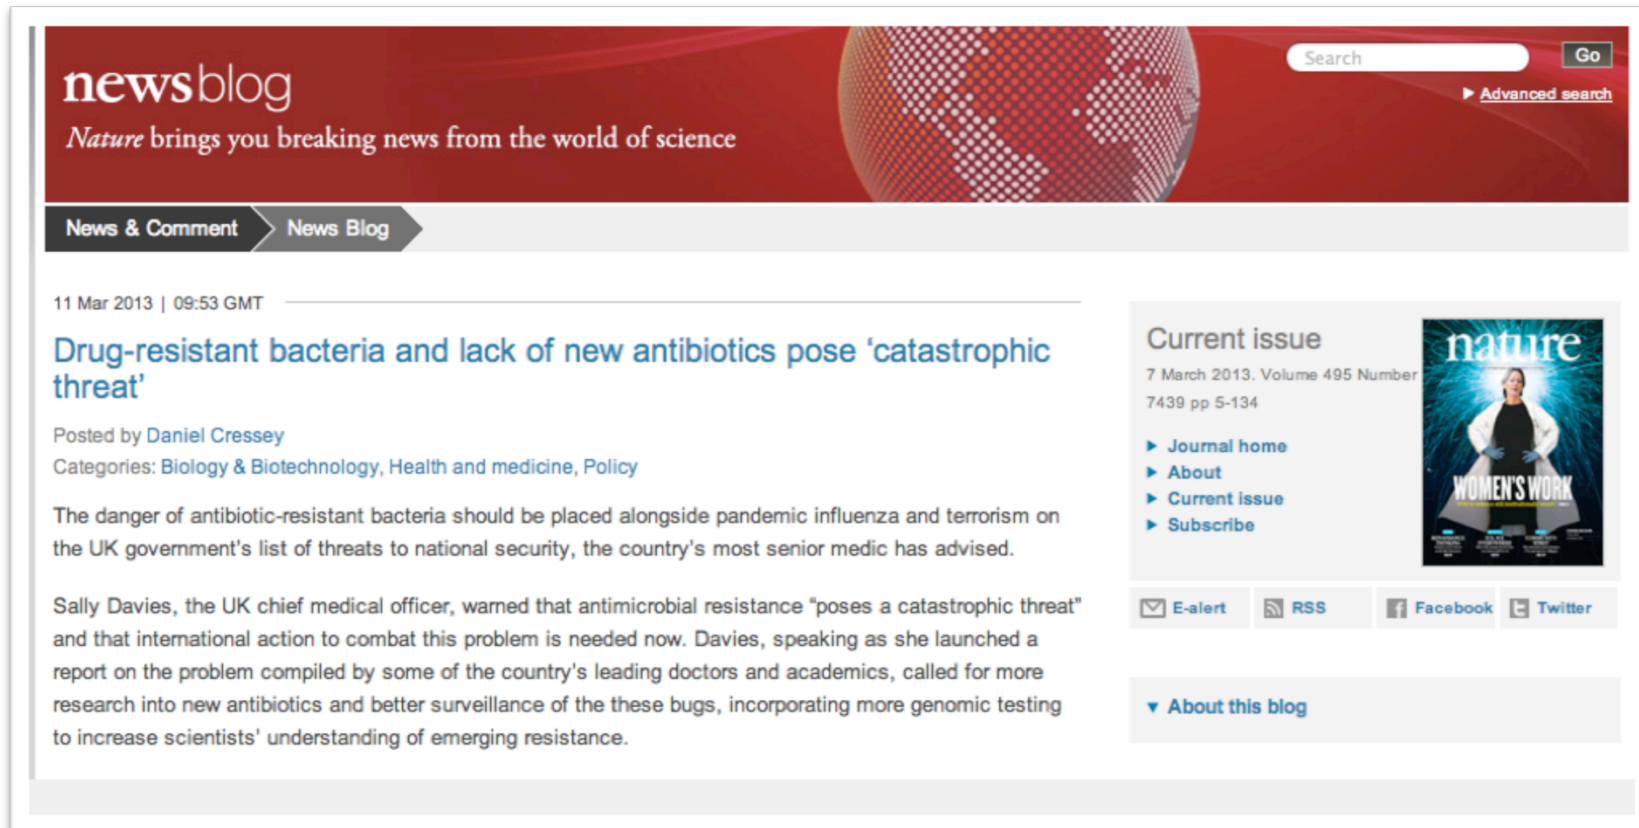 newsblog
Nature brings you breaking news from the world of science
Search
Go
Advanced search
News & Comment
News Blog
11 Mar 2013 | 09:53 GMT
Drug-resistant bacteria and lack of new antibiotics pose ‘catastrophic
threat’
Posted by Daniel Cressey
Categories: Biology & Biotechnology, Health and medicine, Policy
The danger of antibiotic-resistant bacteria should be placed alongside pandemic influenza and terrorism on
the UK government’s list of threats to national security, the country’s most senior medic has advised.
Sally Davies, the UK chief medical officer, warned that antimicrobial resistance “poses a catastrophic threat”
and that international action to combat this problem is needed now. Davies, speaking as she launched a
report on the problem compiled by some of the country’s leading doctors and academics, called for more
research into new antibiotics and better surveillance of the these bugs, incorporating more genomic testing
to increase scientists’ understanding of emerging resistance.
Current issue
7 March 2013. Volume 495 Number
7439 pp 5-134
Journal home
About
Current issue
Subscribe
nature
WOMEN'S WORK
E-alert
RSS
Facebook
Twitter
About this blog